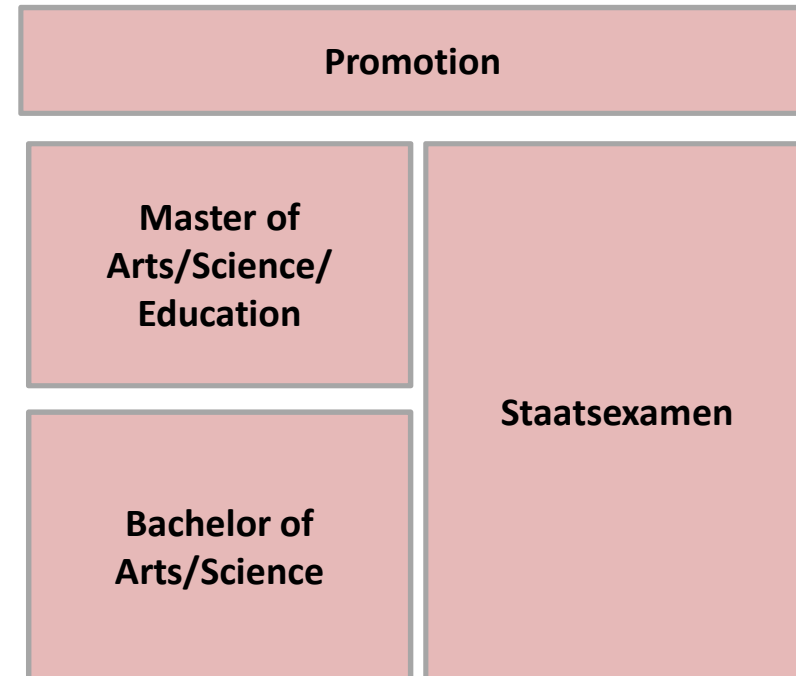 Promotion
Master of
Arts/Science/
Education
Staatsexamen
Bachelor of
Arts/Science